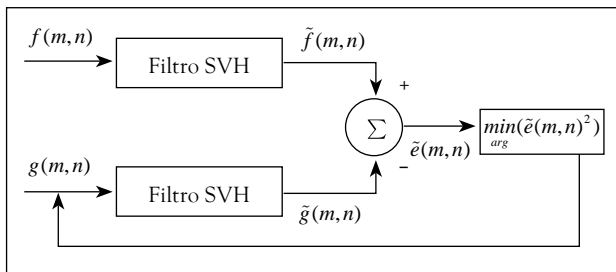 f(m,n)
Filtro SVH
f̃(m,n)
+
Σ
ẽ(m,n)
min(ẽ(m,n)²)
arg
−
g(m,n)
Filtro SVH
g̃(m,n)